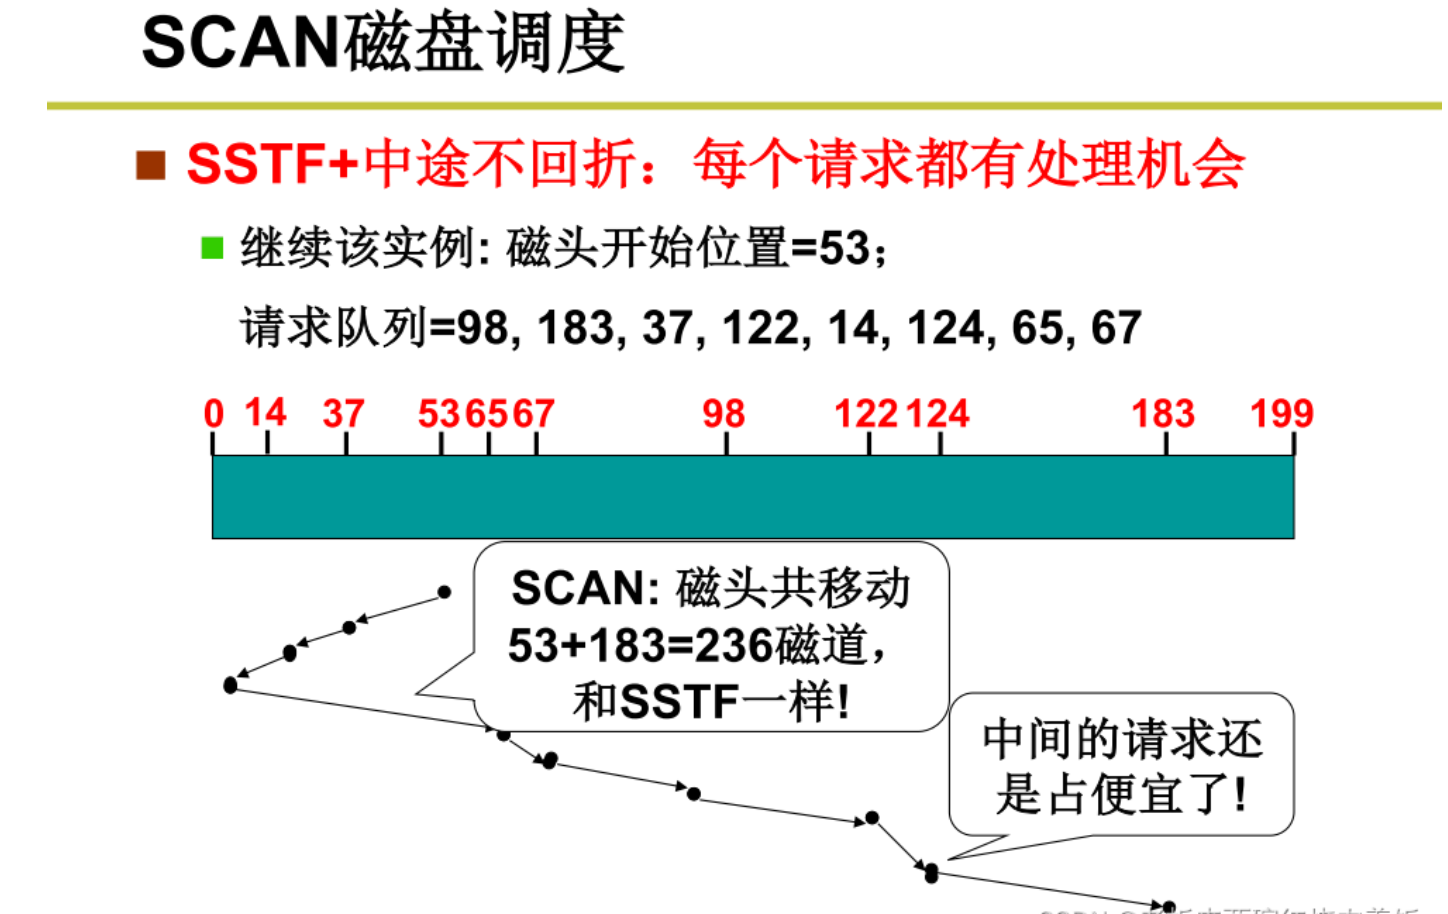 SCAN磁盘调度
SSTF+中途不回折：每个请求都有处理机会
继续该实例: 磁头开始位置=53；
请求队列=98, 183, 37, 122, 14, 124, 65, 67
0 14 37 53 65 67 98 122 124 183 199
SCAN: 磁头共移动
53+183=236磁道，
和SSTF一样!
中间的请求还
是占便宜了!